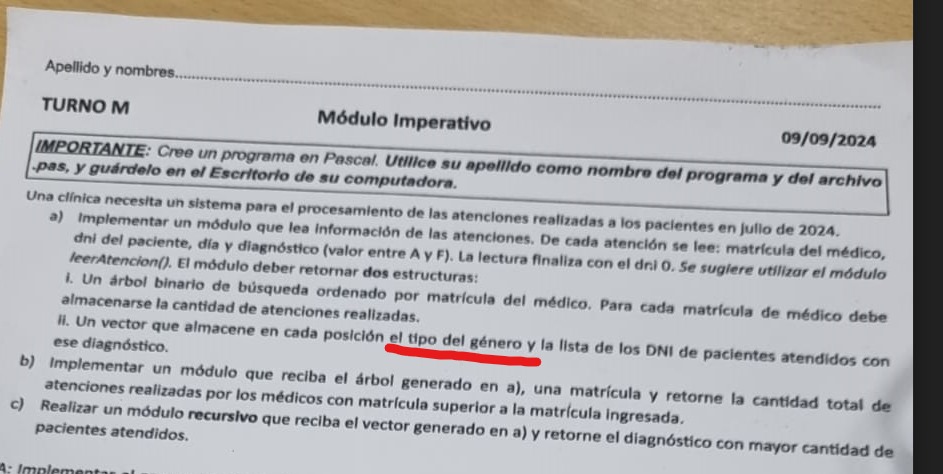 Apellido y nombres
TURNO M
Módulo Imperativo
09/09/2024
IMPORTANTE: Cree un programa en Pascal. Utilice su apellido como nombre del programa y del archivo
.pas, y guárdelo en el Escritorio de su computadora.
Una clínica necesita un sistema para el procesamiento de las atenciones realizadas a los pacientes en julio de 2024.
a) Implementar un módulo que lea información de las atenciones. De cada atención se lee: matrícula del médico,
dni del paciente, día y diagnóstico (valor entre A y F). La lectura finaliza con el dni 0. Se sugiere utilizar el módulo
leerAtencion(). El módulo deber retornar dos estructuras:
i. Un árbol binario de búsqueda ordenado por matrícula del médico. Para cada matrícula de médico debe
almacenarse la cantidad de atenciones realizadas.
ii. Un vector que almacene en cada posición el tipo del género y la lista de los DNI de pacientes atendidos con
ese diagnóstico.
b) Implementar un módulo que reciba el árbol generado en a), una matrícula y retorne la cantidad total de
atenciones realizadas por los médicos con matrícula superior a la matrícula ingresada.
c) Realizar un módulo recursivo que reciba el vector generado en a) y retorne el diagnóstico con mayor cantidad de
pacientes atendidos.